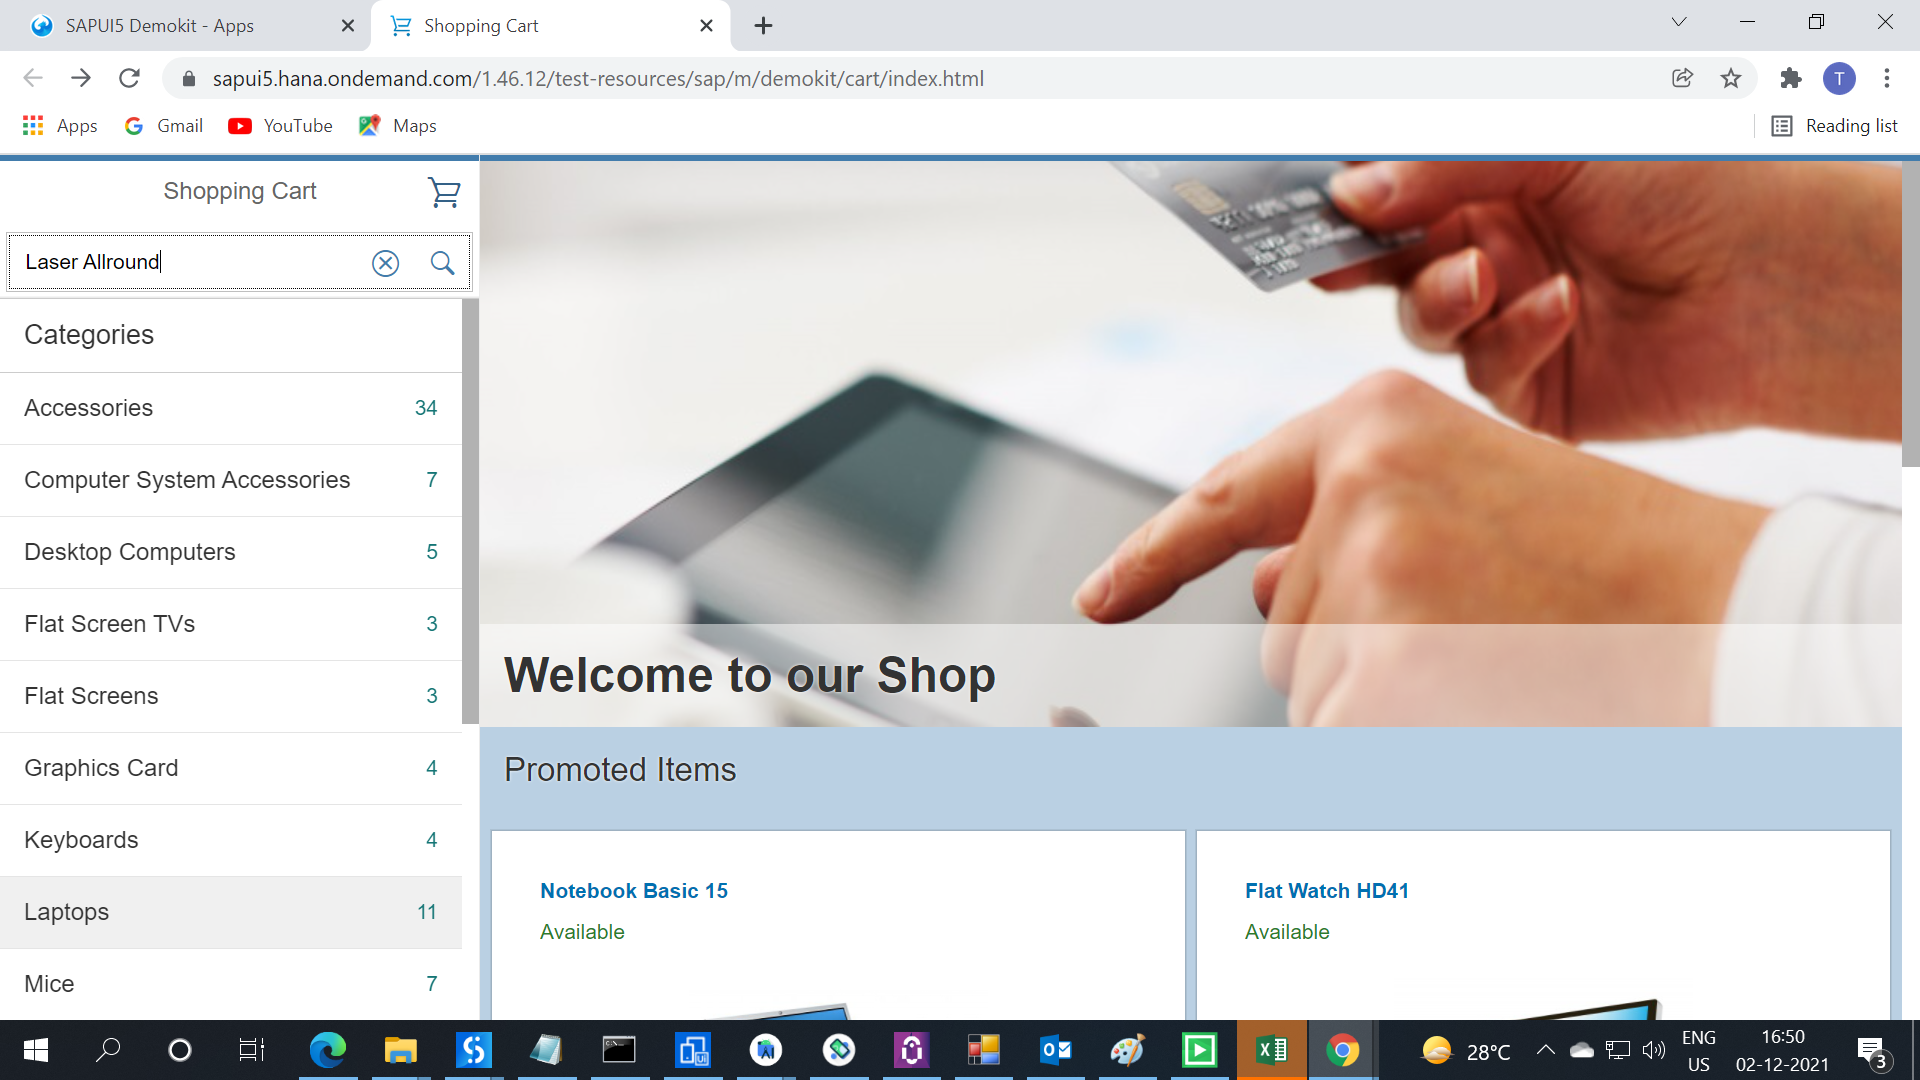 SAPUI5 Demokit - Apps
Shopping Cart
sapui5.hana.ondemand.com/1.46.12/test-resources/sap/m/demokit/cart/index.html
T
Apps
Gmail
YouTube
Maps
Reading list
Shopping Cart
Laser Allround
Categories
Accessories 34
Computer System Accessories 7
Desktop Computers 5
Flat Screen TVs 3
Flat Screens 3
Graphics Card 4
Keyboards 4
Laptops 11
Mice 7
Welcome to our Shop
Promoted Items
Notebook Basic 15
Available
Flat Watch HD41
Available
28°C
ENG
US
16:50
02-12-2021
3